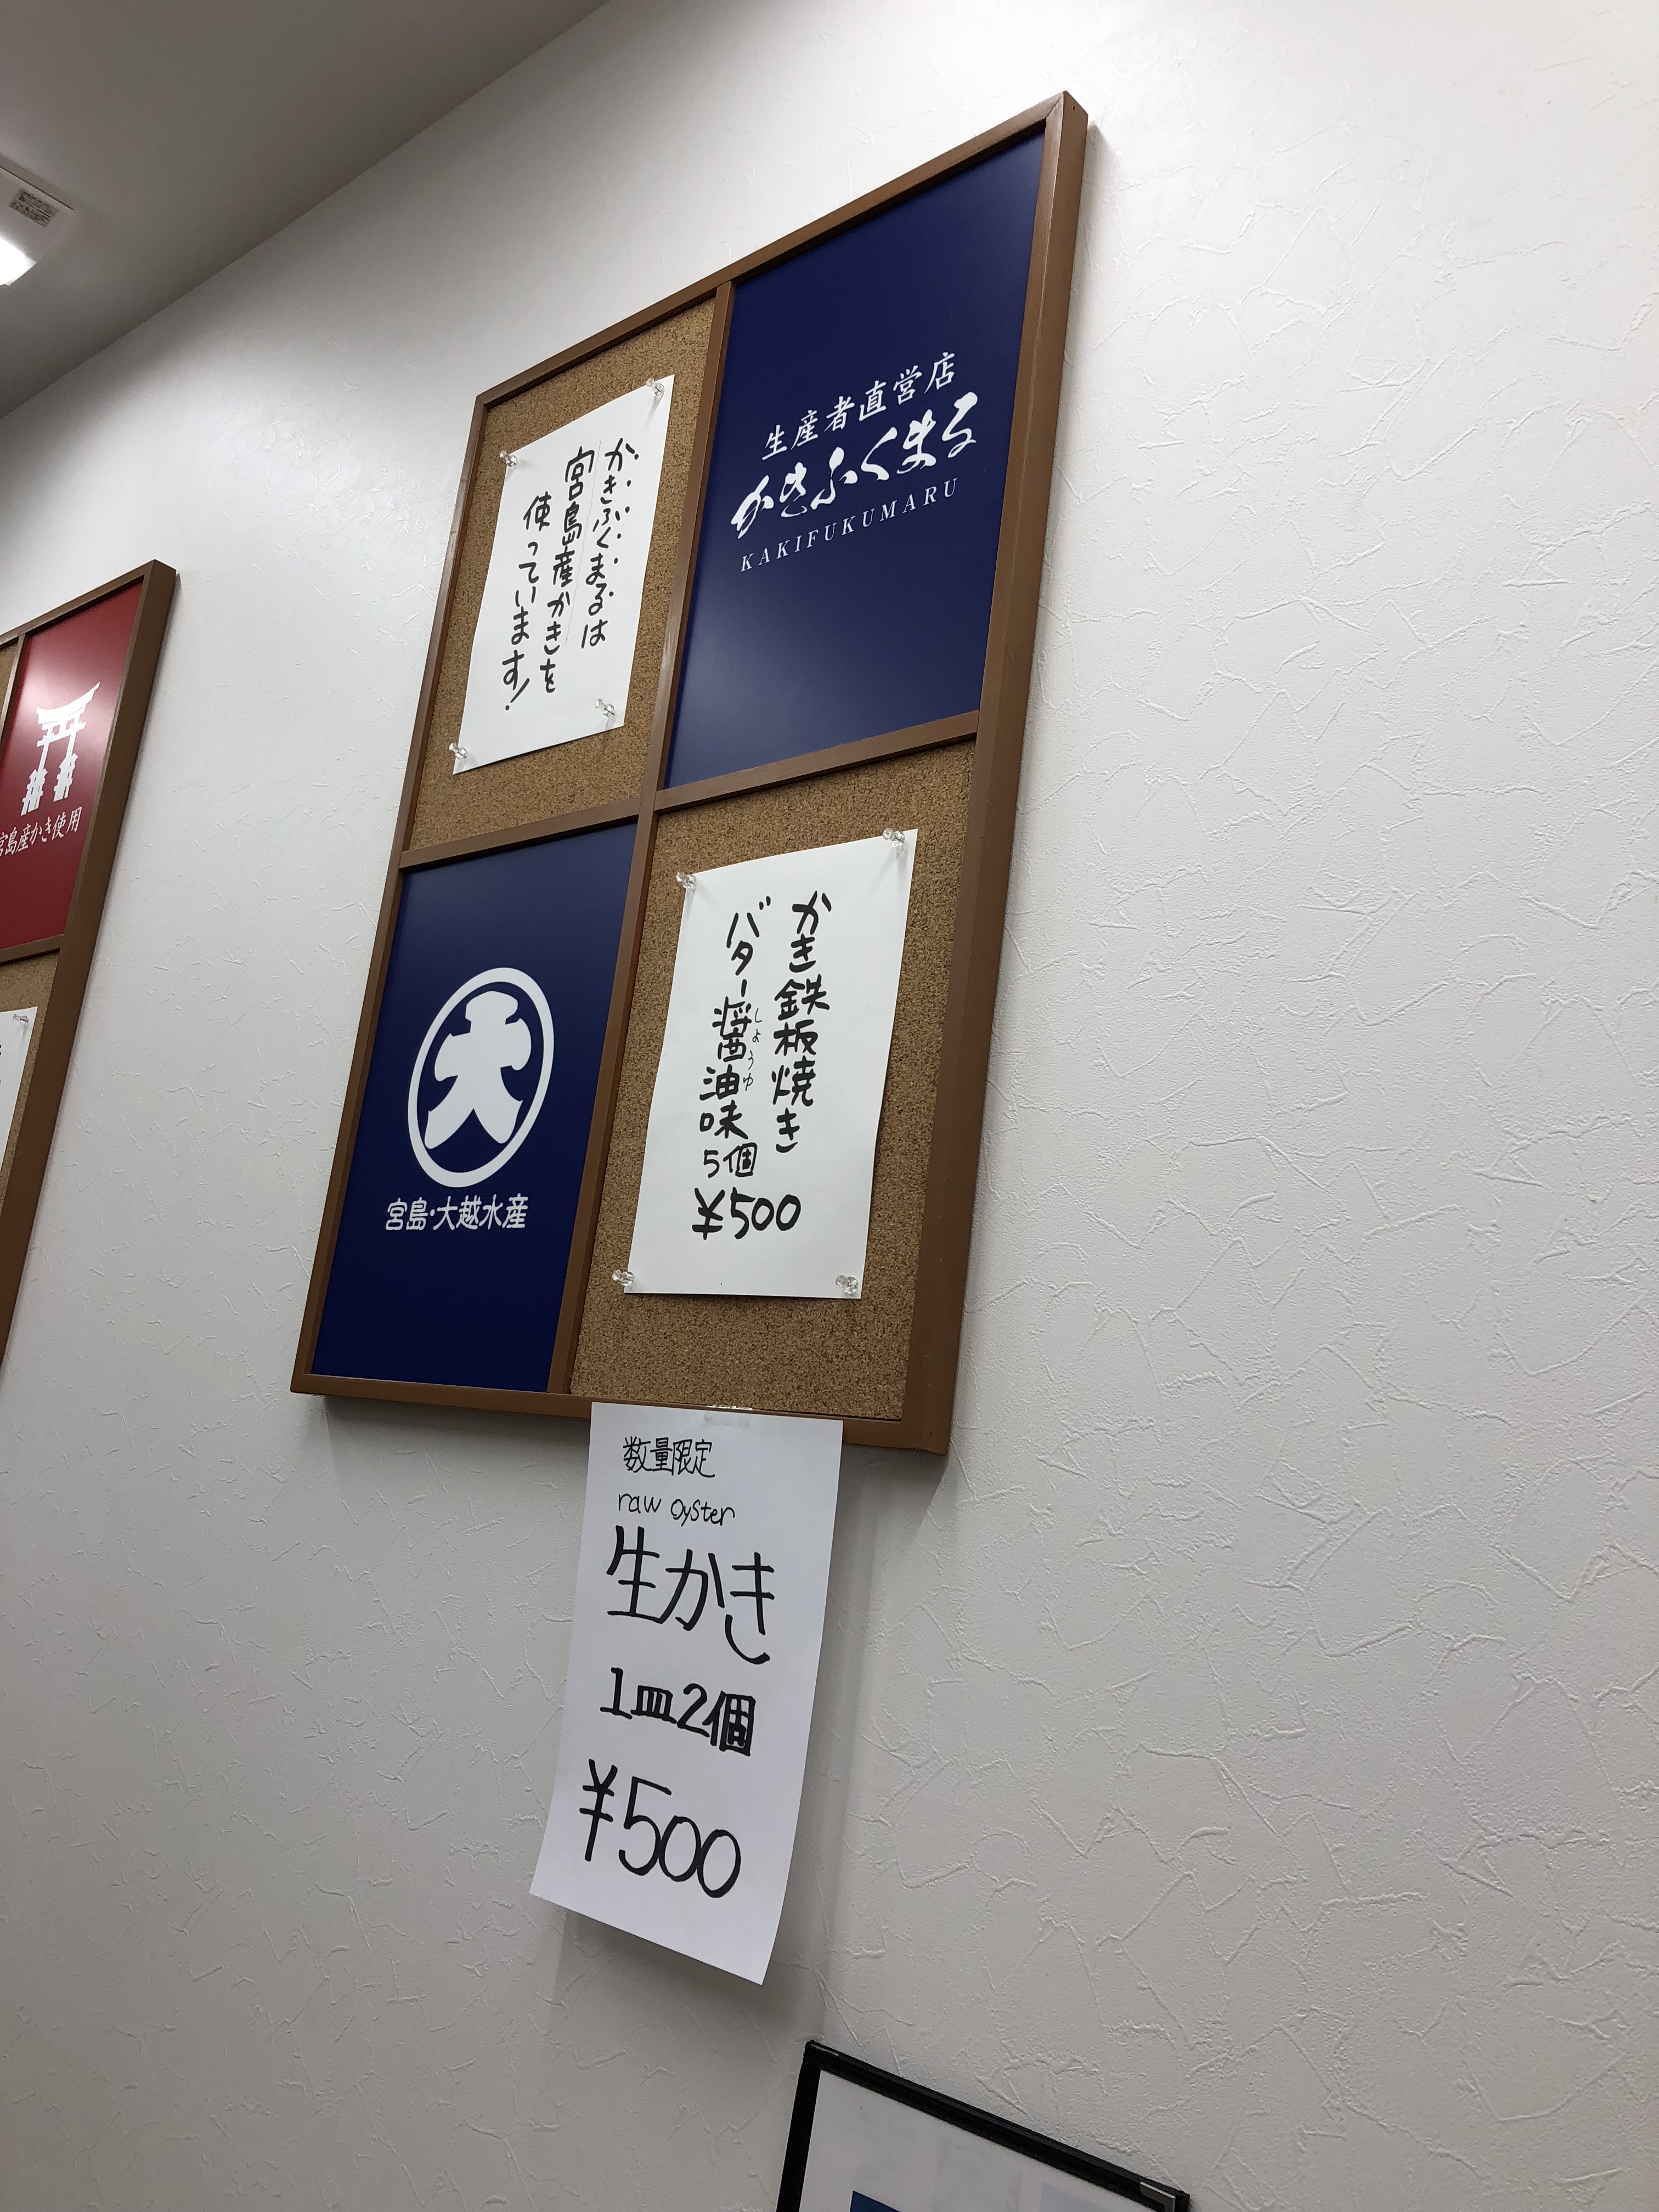 生産者直営店
かきふくまる
KAKIFUKUMARU
かきふくまるは
宮島産かきを
使っています!
大
宮島・大越水産
かき鉄板焼き
バター醤油味
しょうゆ
5個
¥500
数量限定
raw oyster
生かき
1皿2個
¥500
宮島産かき使用